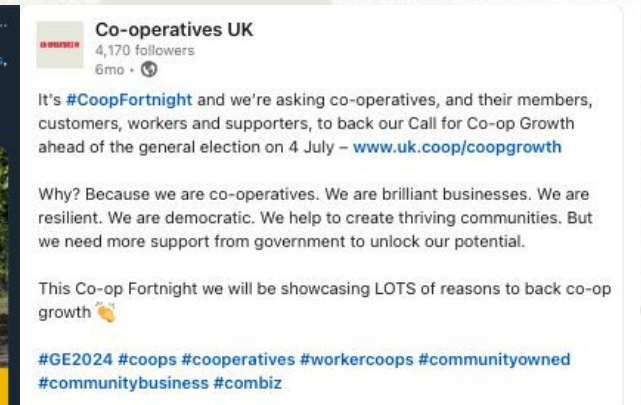 Co-operatives UK
4,170 followers
6mo •
It's #CoopFortnight and we're asking co-operatives, and their members,
customers, workers and supporters, to back our Call for Co-op Growth
ahead of the general election on 4 July – www.uk.coop/coopgrowth
Why? Because we are co-operatives. We are brilliant businesses. We are
resilient. We are democratic. We help to create thriving communities. But
we need more support from government to unlock our potential.
This Co-op Fortnight we will be showcasing LOTS of reasons to back co-op
growth 👏
#GE2024 #coops #cooperatives #workercoops #communityowned
#communitybusiness #combiz